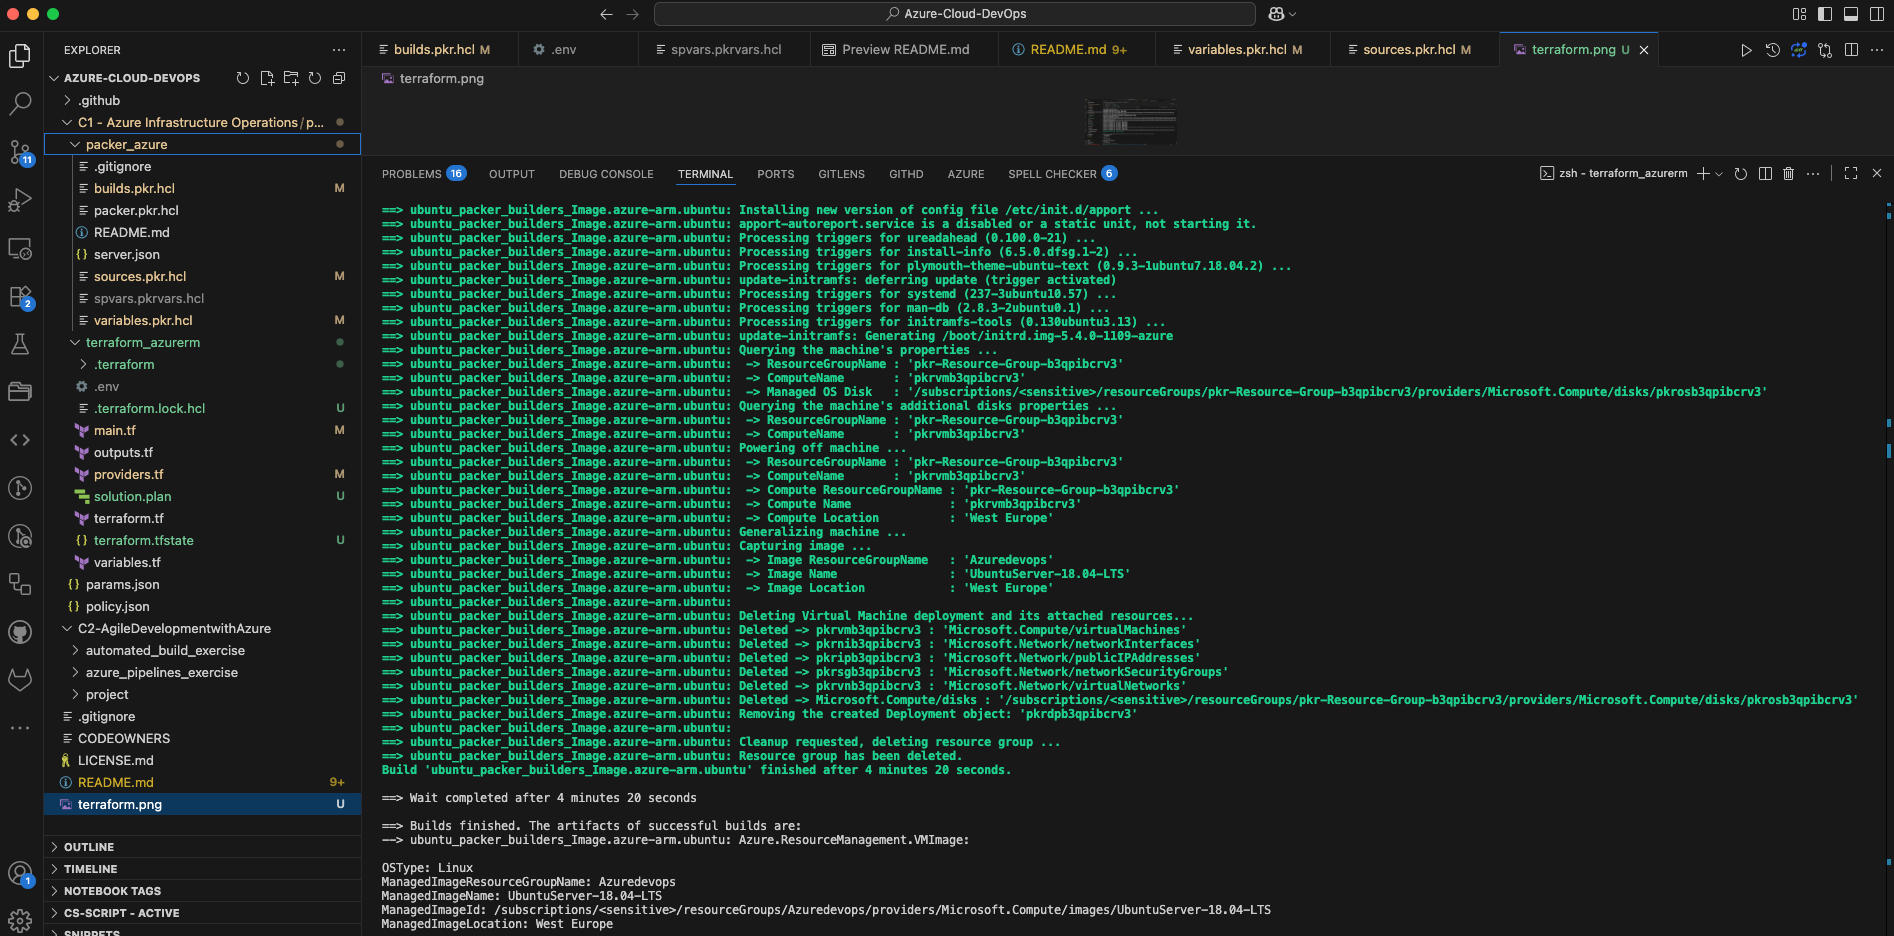 Azure-Cloud-DevOps
EXPLORER
AZURE-CLOUD-DEVOPS
.github
C1 - Azure Infrastructure Operations/p...
packer_azure
.gitignore
builds.pkr.hcl M
packer.pkr.hcl
README.md
server.json
sources.pkr.hcl M
spvars.pkrvars.hcl
variables.pkr.hcl M
terraform_azurerm
.terraform
.env
.terraform.lock.hcl U
main.tf M
outputs.tf
providers.tf M
solution.plan U
terraform.tf
terraform.tfstate U
variables.tf
params.json
policy.json
C2-AgileDevelopmentwithAzure
automated_build_exercise
azure_pipelines_exercise
project
.gitignore
CODEOWNERS
LICENSE.md
README.md 9+
terraform.png U
OUTLINE
TIMELINE
NOTEBOOK TAGS
CS-SCRIPT - ACTIVE
SNIPPETS
11
2
1
builds.pkr.hcl M .env spvars.pkrvars.hcl Preview README.md README.md 9+ variables.pkr.hcl M sources.pkr.hcl M terraform.png U
terraform.png
PROBLEMS 16 OUTPUT DEBUG CONSOLE TERMINAL PORTS GITLENS GITHD AZURE SPELL CHECKER 6 zsh - terraform_azurerm
==> ubuntu_packer_builders_Image.azure-arm.ubuntu: Installing new version of config file /etc/init.d/apport ...
==> ubuntu_packer_builders_Image.azure-arm.ubuntu: apport-autoreport.service is a disabled or a static unit, not starting it.
==> ubuntu_packer_builders_Image.azure-arm.ubuntu: Processing triggers for ureadahead (0.100.0-21) ...
==> ubuntu_packer_builders_Image.azure-arm.ubuntu: Processing triggers for install-info (6.5.0.dfsg.1-2) ...
==> ubuntu_packer_builders_Image.azure-arm.ubuntu: Processing triggers for plymouth-theme-ubuntu-text (0.9.3-1ubuntu7.18.04.2) ...
==> ubuntu_packer_builders_Image.azure-arm.ubuntu: update-initramfs: deferring update (trigger activated)
==> ubuntu_packer_builders_Image.azure-arm.ubuntu: Processing triggers for systemd (237-3ubuntu10.57) ...
==> ubuntu_packer_builders_Image.azure-arm.ubuntu: Processing triggers for man-db (2.8.3-2ubuntu0.1) ...
==> ubuntu_packer_builders_Image.azure-arm.ubuntu: Processing triggers for initramfs-tools (0.130ubuntu3.13) ...
==> ubuntu_packer_builders_Image.azure-arm.ubuntu: update-initramfs: Generating /boot/initrd.img-5.4.0-1109-azure
==> ubuntu_packer_builders_Image.azure-arm.ubuntu: Querying the machine's properties ...
==> ubuntu_packer_builders_Image.azure-arm.ubuntu:  -> ResourceGroupName : 'pkr-Resource-Group-b3qpibcrv3'
==> ubuntu_packer_builders_Image.azure-arm.ubuntu:  -> ComputeName       : 'pkrvmb3qpibcrv3'
==> ubuntu_packer_builders_Image.azure-arm.ubuntu:  -> Managed OS Disk   : '/subscriptions/<sensitive>/resourceGroups/pkr-Resource-Group-b3qpibcrv3/providers/Microsoft.Compute/disks/pkrosb3qpibcrv3'
==> ubuntu_packer_builders_Image.azure-arm.ubuntu: Querying the machine's additional disks properties ...
==> ubuntu_packer_builders_Image.azure-arm.ubuntu:  -> ResourceGroupName : 'pkr-Resource-Group-b3qpibcrv3'
==> ubuntu_packer_builders_Image.azure-arm.ubuntu:  -> ComputeName       : 'pkrvmb3qpibcrv3'
==> ubuntu_packer_builders_Image.azure-arm.ubuntu: Powering off machine ...
==> ubuntu_packer_builders_Image.azure-arm.ubuntu:  -> ResourceGroupName : 'pkr-Resource-Group-b3qpibcrv3'
==> ubuntu_packer_builders_Image.azure-arm.ubuntu:  -> ComputeName       : 'pkrvmb3qpibcrv3'
==> ubuntu_packer_builders_Image.azure-arm.ubuntu:  -> Compute ResourceGroupName : 'pkr-Resource-Group-b3qpibcrv3'
==> ubuntu_packer_builders_Image.azure-arm.ubuntu:  -> Compute Name              : 'pkrvmb3qpibcrv3'
==> ubuntu_packer_builders_Image.azure-arm.ubuntu:  -> Compute Location          : 'West Europe'
==> ubuntu_packer_builders_Image.azure-arm.ubuntu: Generalizing machine ...
==> ubuntu_packer_builders_Image.azure-arm.ubuntu: Capturing image ...
==> ubuntu_packer_builders_Image.azure-arm.ubuntu:  -> Image ResourceGroupName   : 'Azuredevops'
==> ubuntu_packer_builders_Image.azure-arm.ubuntu:  -> Image Name                : 'UbuntuServer-18.04-LTS'
==> ubuntu_packer_builders_Image.azure-arm.ubuntu:  -> Image Location            : 'West Europe'
==> ubuntu_packer_builders_Image.azure-arm.ubuntu:
==> ubuntu_packer_builders_Image.azure-arm.ubuntu: Deleting Virtual Machine deployment and its attached resources...
==> ubuntu_packer_builders_Image.azure-arm.ubuntu: Deleted -> pkrvmb3qpibcrv3 : 'Microsoft.Compute/virtualMachines'
==> ubuntu_packer_builders_Image.azure-arm.ubuntu: Deleted -> pkrnib3qpibcrv3 : 'Microsoft.Network/networkInterfaces'
==> ubuntu_packer_builders_Image.azure-arm.ubuntu: Deleted -> pkripb3qpibcrv3 : 'Microsoft.Network/publicIPAddresses'
==> ubuntu_packer_builders_Image.azure-arm.ubuntu: Deleted -> pkrsgb3qpibcrv3 : 'Microsoft.Network/networkSecurityGroups'
==> ubuntu_packer_builders_Image.azure-arm.ubuntu: Deleted -> pkrvnb3qpibcrv3 : 'Microsoft.Network/virtualNetworks'
==> ubuntu_packer_builders_Image.azure-arm.ubuntu: Deleted -> Microsoft.Compute/disks : '/subscriptions/<sensitive>/resourceGroups/pkr-Resource-Group-b3qpibcrv3/providers/Microsoft.Compute/disks/pkrosb3qpibcrv3'
==> ubuntu_packer_builders_Image.azure-arm.ubuntu: Removing the created Deployment object: 'pkrdpb3qpibcrv3'
==> ubuntu_packer_builders_Image.azure-arm.ubuntu:
==> ubuntu_packer_builders_Image.azure-arm.ubuntu: Cleanup requested, deleting resource group ...
==> ubuntu_packer_builders_Image.azure-arm.ubuntu: Resource group has been deleted.
Build 'ubuntu_packer_builders_Image.azure-arm.ubuntu' finished after 4 minutes 20 seconds.
==> Wait completed after 4 minutes 20 seconds
==> Builds finished. The artifacts of successful builds are:
--> ubuntu_packer_builders_Image.azure-arm.ubuntu: Azure.ResourceManagement.VMImage:
OSType: Linux
ManagedImageResourceGroupName: Azuredevops
ManagedImageName: UbuntuServer-18.04-LTS
ManagedImageId: /subscriptions/<sensitive>/resourceGroups/Azuredevops/providers/Microsoft.Compute/images/UbuntuServer-18.04-LTS
ManagedImageLocation: West Europe